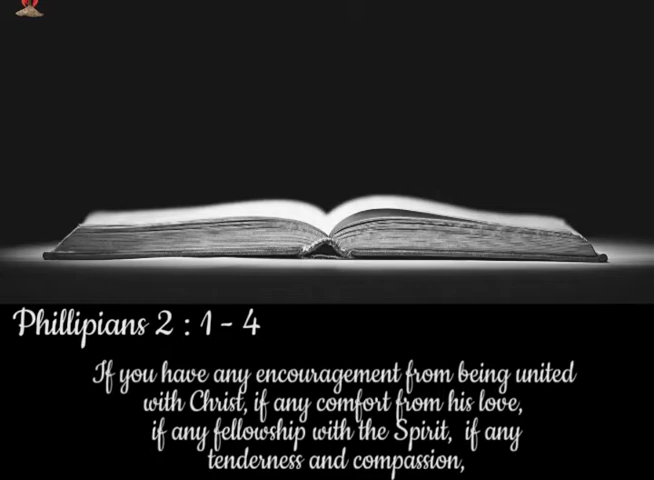 Phillipians 2 : 1 - 4
If you have any encouragement from being united
with Christ, if any comfort from his love,
if any fellowship with the Spirit, if any
tenderness and compassion,